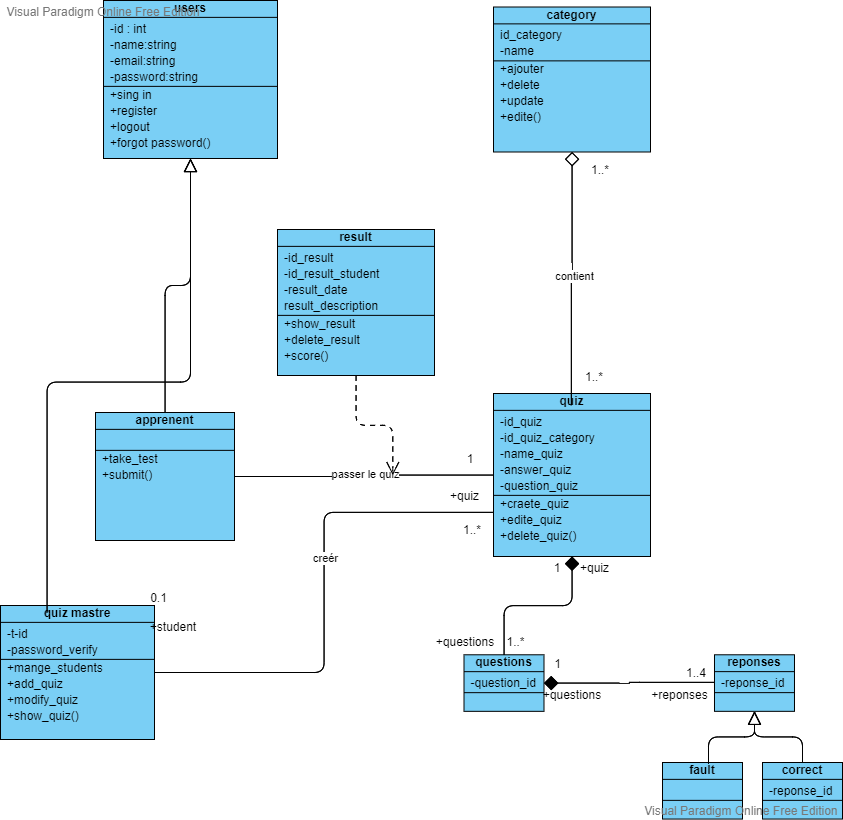 Visual Paradigm Online Free Edition
users
-id : int
-name:string
-email:string
-password:string
+sing in
+register
+logout
+forgot password()
category
id_category
-name
+ajouter
+delete
+update
+edite()
1..*
contient
1..*
result
-id_result
-id_result_student
-result_date
result_description
+show_result
+delete_result
+score()
apprenent
+take_test
+submit()
passer le quiz
1
+quiz
1..*
quiz
-id_quiz
-id_quiz_category
-name_quiz
-answer_quiz
-question_quiz
+craete_quiz
+edite_quiz
+delete_quiz()
creér
0.1
+student
quiz mastre
-t-id
-password_verify
+mange_students
+add_quiz
+modify_quiz
+show_quiz()
1
+quiz
+questions
1..*
questions
-question_id
1
+questions
1..4
+reponses
reponses
-reponse_id
fault
correct
-reponse_id
Visual Paradigm Online Free Edition